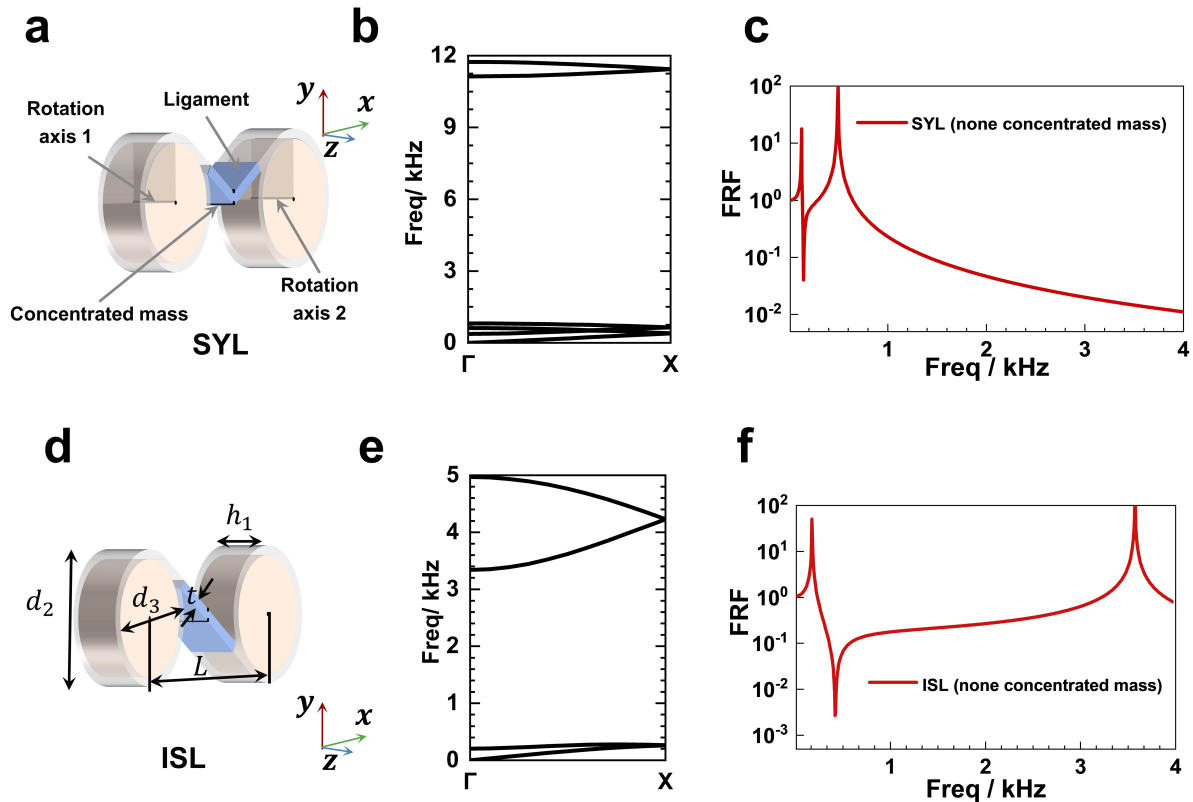 a
Rotation
axis 1
Ligament
y
x
z
Concentrated mass
Rotation
axis 2
SYL
b
Freq/ kHz
12
9
6
3
0
Γ
X
c
FRF
10²
10¹
10⁰
10⁻¹
10⁻²
SYL (none concentrated mass)
1
2
3
4
Freq / kHz
d
h₁
d₂
d₃
t
L
y
x
z
ISL
e
Freq/ kHz
5
4
3
2
1
0
Γ
X
f
FRF
10²
10¹
10⁰
10⁻¹
10⁻²
10⁻³
ISL (none concentrated mass)
1
2
3
4
Freq / kHz